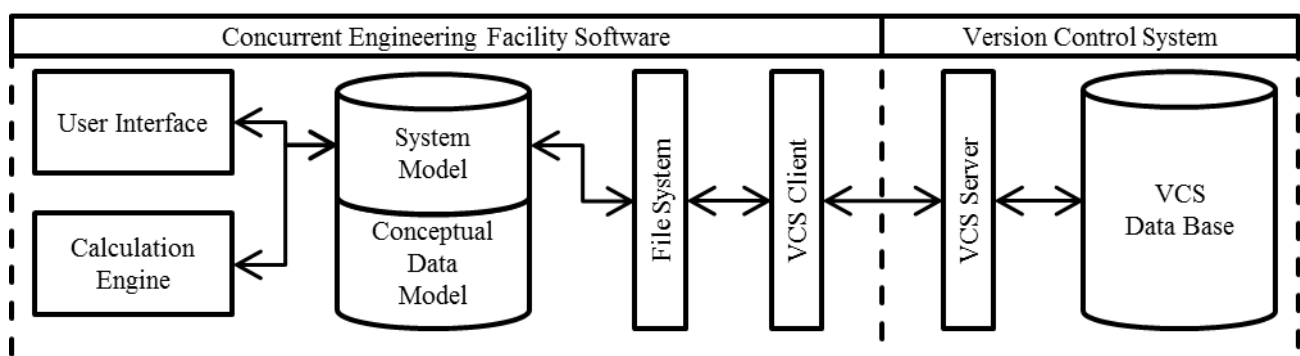 Concurrent Engineering Facility Software
Version Control System
User Interface
Calculation
Engine
System
Model
Conceptual
Data
Model
File System
VCS Client
VCS Server
VCS
Data Base